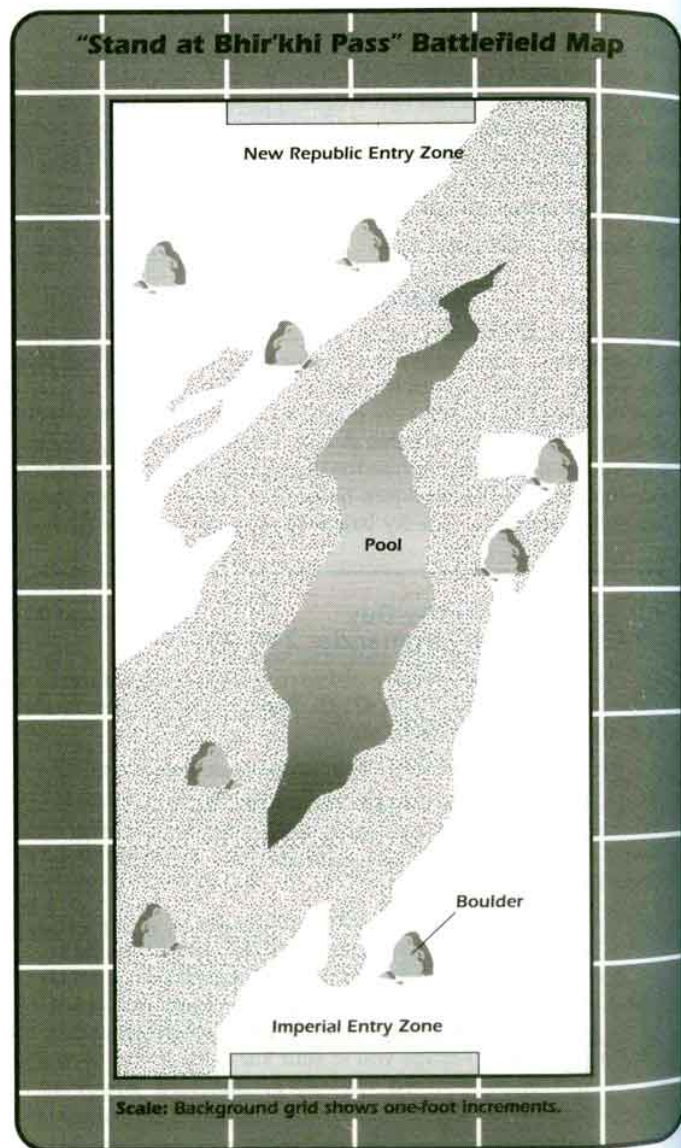 "Stand at Bhir'khi Pass" Battlefield Map
New Republic Entry Zone
Pool
Boulder
Imperial Entry Zone
Scale: Background grid shows one-foot increments.